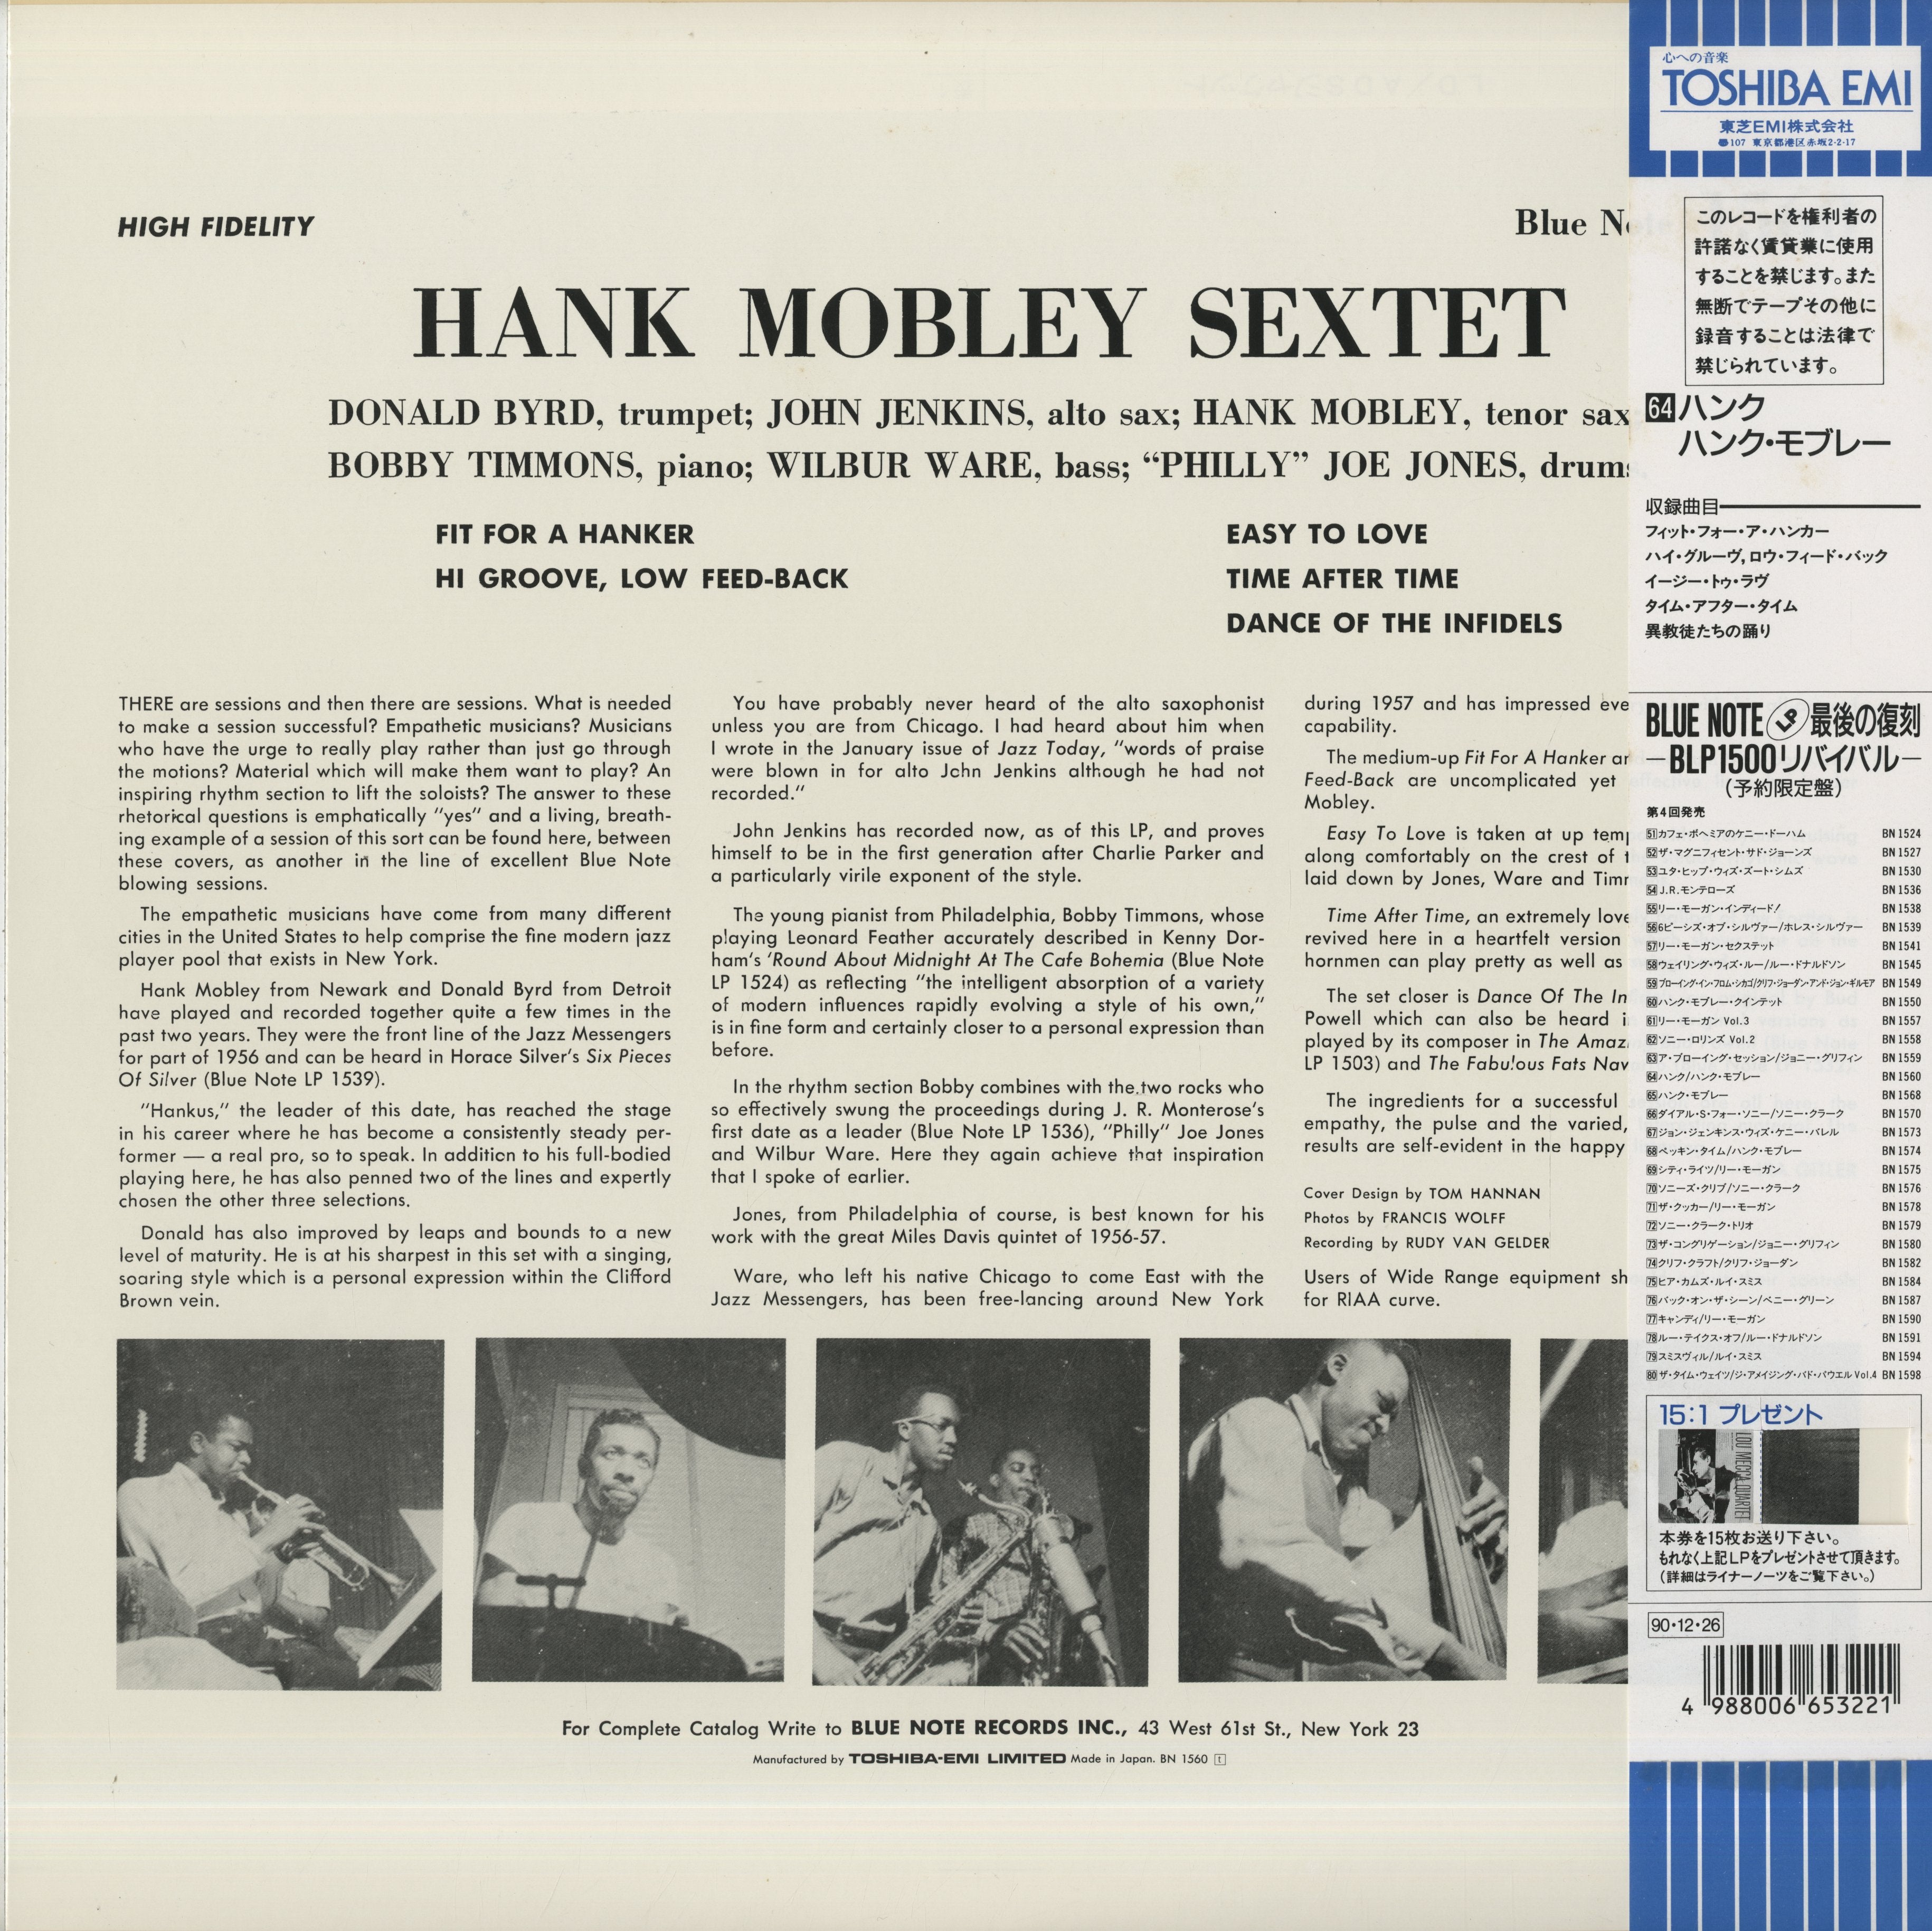 HIGH FIDELITY
Blue
HANK MOBLEY SEXTET
DONALD BYRD, trumpet; JOHN JENKINS, alto sax; HANK MOBLEY, tenor sax
BOBBY TIMMONS, piano; WILBUR WARE, bass; “PHILLY” JOE JONES, drums
FIT FOR A HANKER
HI GROOVE, LOW FEED-BACK
EASY TO LOVE
TIME AFTER TIME
DANCE OF THE INFIDELS
THERE are sessions and then there are sessions. What is needed
to make a session successful? Empathetic musicians? Musicians
who have the urge to really play rather than just go through
the motions? Material which will make them want to play? An
inspiring rhythm section to lift the soloists? The answer to these
rhetorical questions is emphatically "yes" and a living, breath-
ing example of a session of this sort can be found here, between
these covers, as another in the line of excellent Blue Note
blowing sessions.
The empathetic musicians have come from many different
cities in the United States to help comprise the fine modern jazz
player pool that exists in New York.
Hank Mobley from Newark and Donald Byrd from Detroit
have played and recorded together quite a few times in the
past two years. They were the front line of the Jazz Messengers
for part of 1956 and can be heard in Horace Silver's Six Pieces
Of Silver (Blue Note LP 1539).
"Hankus," the leader of this date, has reached the stage
in his career where he has become a consistently steady per-
former — a real pro, so to speak. In addition to his full-bodied
playing here, he has also penned two of the lines and expertly
chosen the other three selections.
Donald has also improved by leaps and bounds to a new
level of maturity. He is at his sharpest in this set with a singing,
soaring style which is a personal expression within the Clifford
Brown vein.
You have probably never heard of the alto saxophonist
unless you are from Chicago. I had heard about him when
I wrote in the January issue of Jazz Today, "words of praise
were blown in for alto John Jenkins although he had not
recorded."
John Jenkins has recorded now, as of this LP, and proves
himself to be in the first generation after Charlie Parker and
a particularly virile exponent of the style.
The young pianist from Philadelphia, Bobby Timmons, whose
playing Leonard Feather accurately described in Kenny Dor-
ham's 'Round About Midnight At The Cafe Bohemia (Blue Note
LP 1524) as reflecting "the intelligent absorption of a variety
of modern influences rapidly evolving a style of his own,"
is in fine form and certainly closer to a personal expression than
before.
In the rhythm section Bobby combines with the two rocks who
so effectively swung the proceedings during J. R. Monterose's
first date as a leader (Blue Note LP 1536), "Philly" Joe Jones
and Wilbur Ware. Here they again achieve that inspiration
that I spoke of earlier.
Jones, from Philadelphia of course, is best known for his
work with the great Miles Davis quintet of 1956-57.
Ware, who left his native Chicago to come East with the
Jazz Messengers, has been free-lancing around New York
during 1957 and has impressed
capability.
The medium-up Fit For A Hanker
Feed-Back are uncomplicated yet
Mobley.
Easy To Love is taken at up
along comfortably on the crest of
laid down by Jones, Ware and
Time After Time, an extremely
revived here in a heartfelt version
hornmen can play pretty as well as
The set closer is Dance Of The
Powell which can also be heard
played by its composer in The
LP 1503) and The Fabulous Fats
The ingredients for a successful
empathy, the pulse and the varied,
results are self-evident in the happy
Cover Design by TOM HANNAN
Photos by FRANCIS WOLFF
Recording by RUDY VAN GELDER
Users of Wide Range equipment
for RIAA curve.
For Complete Catalog Write to BLUE NOTE RECORDS INC., 43 West 61st St., New York 23
Manufactured by TOSHIBA-EMI LIMITED Made in Japan. BN 1560 t
心への音楽
TOSHIBA EMI
東芝EMI株式会社
107 東京都港区赤坂2-2-17
このレコードを権利者の
許諾なく賃貸業に使用
することを禁じます。また
無断でテープその他に
録音することは法律で
禁じられています。
64 ハンク
ハンク・モブレー
収録曲目
フィット・フォー・ア・ハンカー
ハイ・グルーヴ,ロウ・フィード・バック
イージー・トゥ・ラヴ
タイム・アフター・タイム
異教徒たちの踊り
BLUE NOTE LP 最後の復刻
—BLP1500リバイバル—
(予約限定盤)
第4回発売
51 カフェ・ボヘミアのケニー・ドーハム BN 1524
52 ザ・マグニフィセント・サド・ジョーンズ BN 1527
53 ユタ・ヒップ・ウィズ・ズート・シムズ BN 1530
54 J.R.モンテローズ BN 1536
55 リー・モーガン・インディード! BN 1538
56 6ピーシズ・オブ・シルヴァー/ホレス・シルヴァー BN 1539
57 リー・モーガン・セクステット BN 1541
58 ウェイリング・ウィズ・ルー/ルー・ドナルドソン BN 1545
59 ブローイング・イン・フロム・シカゴ/クリフ・ジョーダン・アンド・ジョン・ギルモア BN 1549
60 ハンク・モブレー・クインテット BN 1550
61 リー・モーガン Vol.3 BN 1557
62 ソニー・ロリンズ Vol.2 BN 1558
63 ア・ブローイング・セッション/ジョニー・グリフィン BN 1559
64 ハンク/ハンク・モブレー BN 1560
65 ハンク・モブレー BN 1568
66 ダイアル・S・フォー・ソニー/ソニー・クラーク BN 1570
67 ジョン・ジェンキンス・ウィズ・ケニー・バレル BN 1573
68 ペッキン・タイム/ハンク・モブレー BN 1574
69 シティ・ライツ/リー・モーガン BN 1575
70 ソニーズ・クリブ/ソニー・クラーク BN 1576
71 ザ・クッカー/リー・モーガン BN 1578
72 ソニー・クラーク・トリオ BN 1579
73 ザ・コングリゲーション/ジョニー・グリフィン BN 1580
74 クリフ・クラフト/クリフ・ジョーダン BN 1582
75 ヒア・カムズ・ルイ・スミス BN 1584
76 バック・オン・ザ・シーン/ベニー・グリーン BN 1587
77 キャンディ/リー・モーガン BN 1590
78 ルー・テイクス・オフ/ルー・ドナルドソン BN 1591
79 スミスヴィル/ルイ・スミス BN 1594
80 ザ・タイム・ウェイツ/ジ・アメイジング・バド・パウエル Vol.4 BN 1598
15:1 プレゼント
LOU MECCA QUARTET
本券を15枚お送り下さい。
もれなく上記LPをプレゼントさせて頂きます。
(詳細はライナーノーツをご覧下さい。)
90・12・26
4 988006 653221